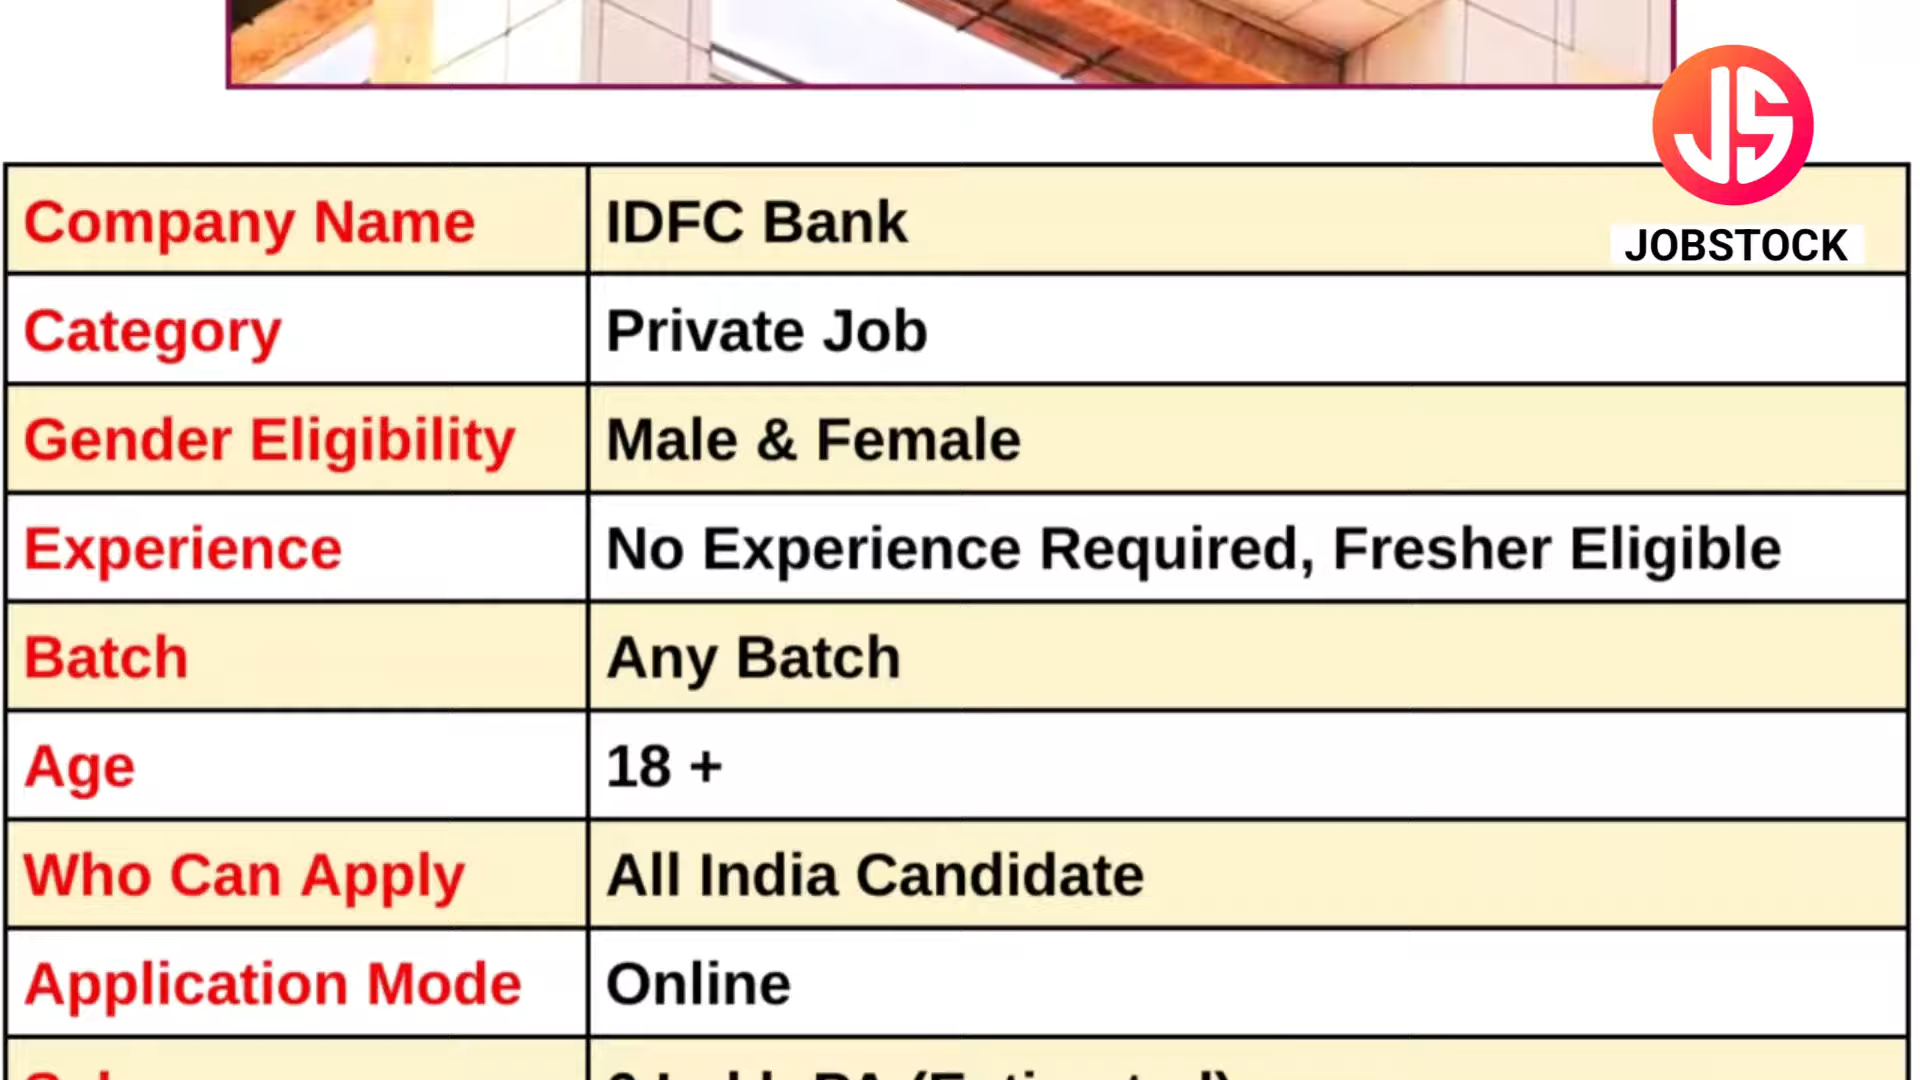 JS
JOBSTOCK
Company Name IDFC Bank
Category Private Job
Gender Eligibility Male & Female
Experience No Experience Required, Fresher Eligible
Batch Any Batch
Age 18 +
Who Can Apply All India Candidate
Application Mode Online